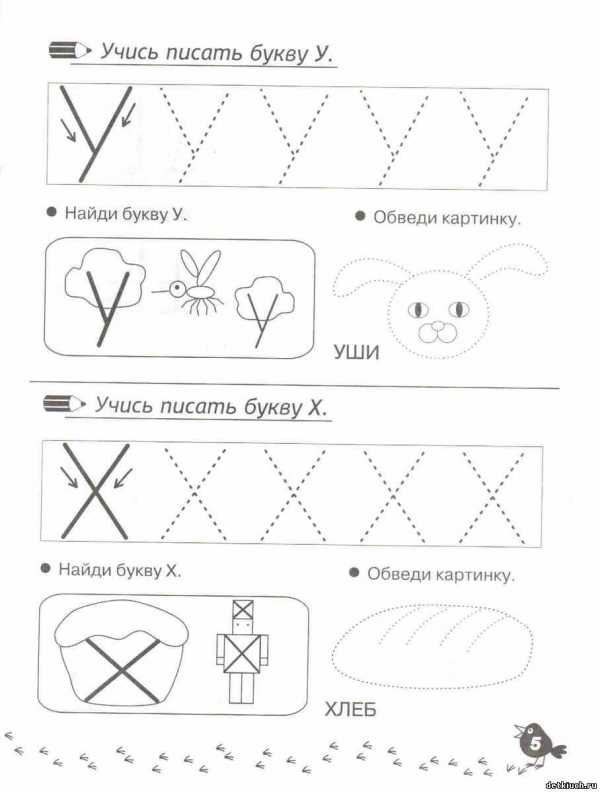 Учись писать букву У.
Найди букву У.
Обведи картинку.
УШИ
Учись писать букву Х.
Найди букву Х.
Обведи картинку.
ХЛЕБ
5
detkiuch.ru